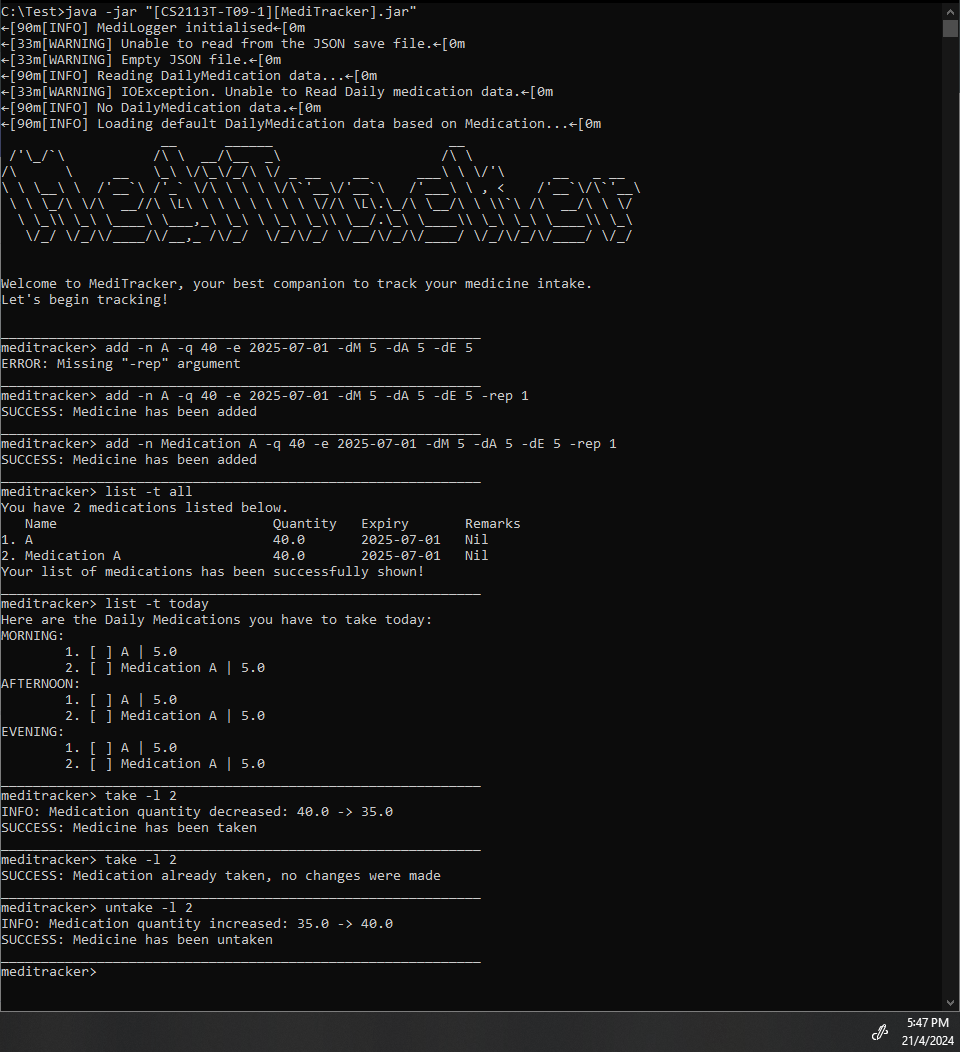 C:\Test>java -jar "[CS2113T-T09-1][MediTracker].jar"
←[90m[INFO] MediLogger initialised←[0m
←[33m[WARNING] Unable to read from the JSON save file.←[0m
←[33m[WARNING] Empty JSON file.←[0m
←[90m[INFO] Reading DailyMedication data...←[0m
←[33m[WARNING] IOException. Unable to Read Daily medication data.←[0m
←[90m[INFO] No DailyMedication data.←[0m
←[90m[INFO] Loading default DailyMedication data based on Medication...←[0m
MediTracker
Welcome to MediTracker, your best companion to track your medicine intake.
Let's begin tracking!
meditracker> add -n A -q 40 -e 2025-07-01 -dM 5 -dA 5 -dE 5
ERROR: Missing "-rep" argument
meditracker> add -n A -q 40 -e 2025-07-01 -dM 5 -dA 5 -dE 5 -rep 1
SUCCESS: Medicine has been added
meditracker> add -n Medication A -q 40 -e 2025-07-01 -dM 5 -dA 5 -dE 5 -rep 1
SUCCESS: Medicine has been added
meditracker> list -t all
You have 2 medications listed below.
Name Quantity Expiry Remarks
1. A 40.0 2025-07-01 Nil
2. Medication A 40.0 2025-07-01 Nil
Your list of medications has been successfully shown!
meditracker> list -t today
Here are the Daily Medications you have to take today:
MORNING:
1. [ ] A | 5.0
2. [ ] Medication A | 5.0
AFTERNOON:
1. [ ] A | 5.0
2. [ ] Medication A | 5.0
EVENING:
1. [ ] A | 5.0
2. [ ] Medication A | 5.0
meditracker> take -l 2
INFO: Medication quantity decreased: 40.0 -> 35.0
SUCCESS: Medicine has been taken
meditracker> take -l 2
SUCCESS: Medication already taken, no changes were made
meditracker> untake -l 2
INFO: Medication quantity increased: 35.0 -> 40.0
SUCCESS: Medicine has been untaken
meditracker>
5:47 PM
21/4/2024